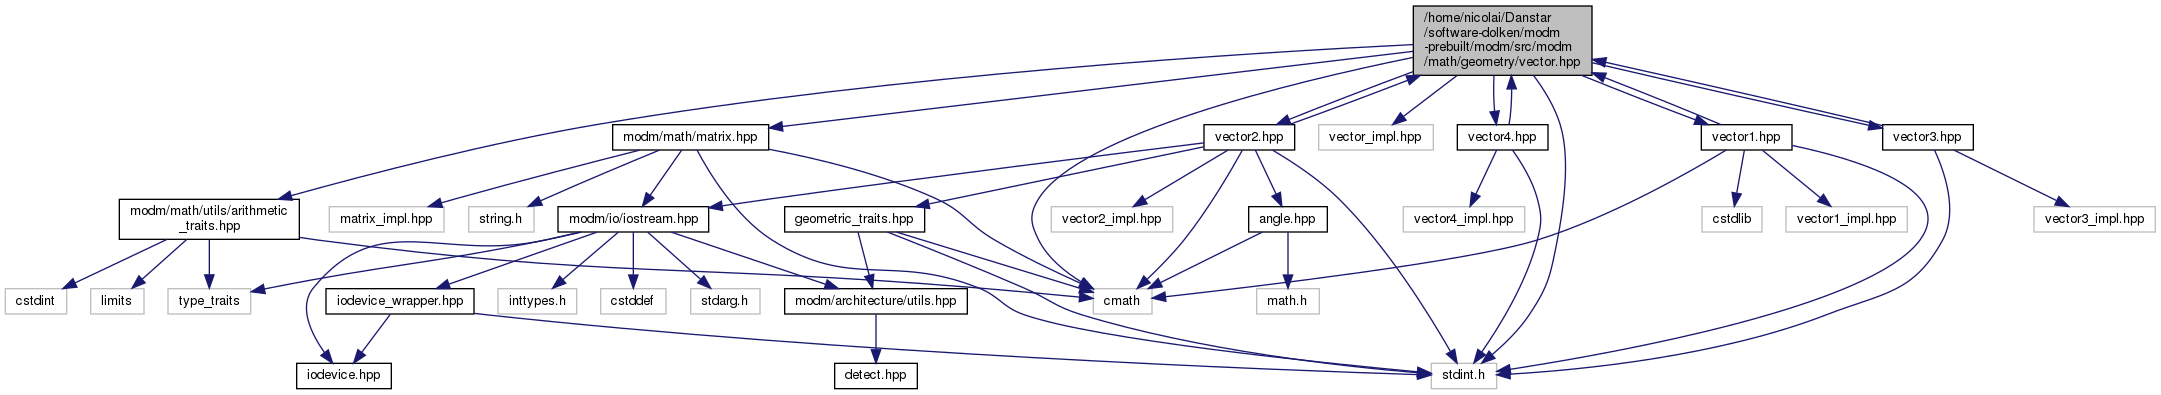 /home/nicolai/Danstar
/software-dolken/modm
-prebuilt/modm/src/modm
/math/geometry/vector.hpp
modm/math/matrix.hpp
vector2.hpp
vector_impl.hpp
vector4.hpp
vector1.hpp
vector3.hpp
modm/math/utils/arithmetic
_traits.hpp
matrix_impl.hpp
string.h
modm/io/iostream.hpp
geometric_traits.hpp
vector2_impl.hpp
angle.hpp
vector4_impl.hpp
cstdlib
vector1_impl.hpp
vector3_impl.hpp
cstdint
limits
type_traits
iodevice_wrapper.hpp
inttypes.h
cstddef
stdarg.h
modm/architecture/utils.hpp
cmath
math.h
iodevice.hpp
detect.hpp
stdint.h